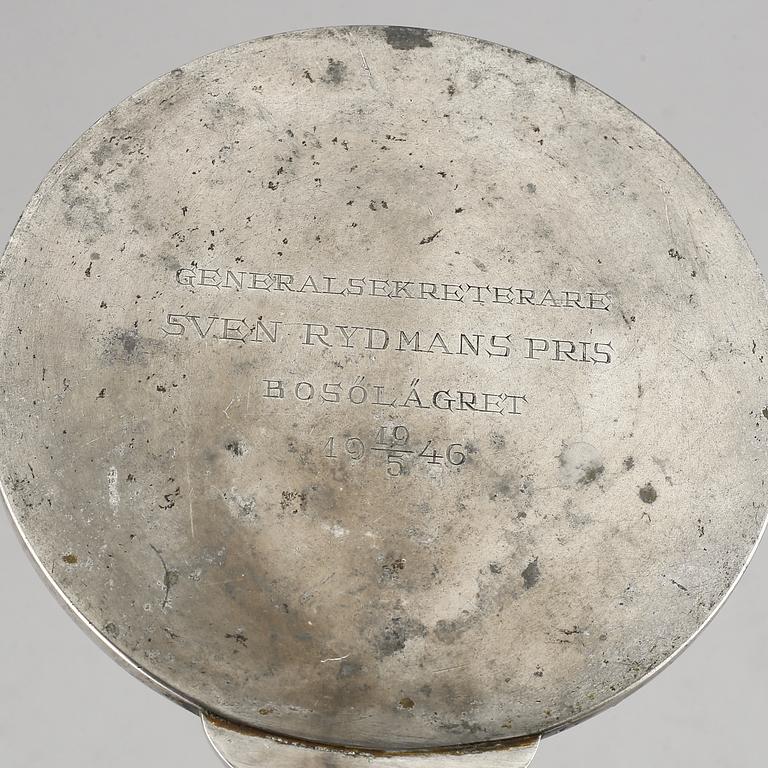 GENERALSEKRETERARE
SVEN RYDMANS PRIS
BOSÖLÄGRET
19 19/5 46